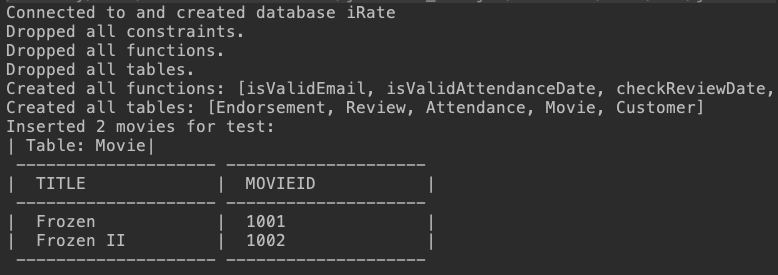 Connected to and created database iRate
Dropped all constraints.
Dropped all functions.
Dropped all tables.
Created all functions: [isValidEmail, isValidAttendanceDate, checkReviewDate,
Created all tables: [Endorsement, Review, Attendance, Movie, Customer]
Inserted 2 movies for test:
| Table: Movie|
-------------------- --------------------
| TITLE | MOVIEID |
-------------------- --------------------
| Frozen | 1001 |
| Frozen II | 1002 |
-------------------- --------------------